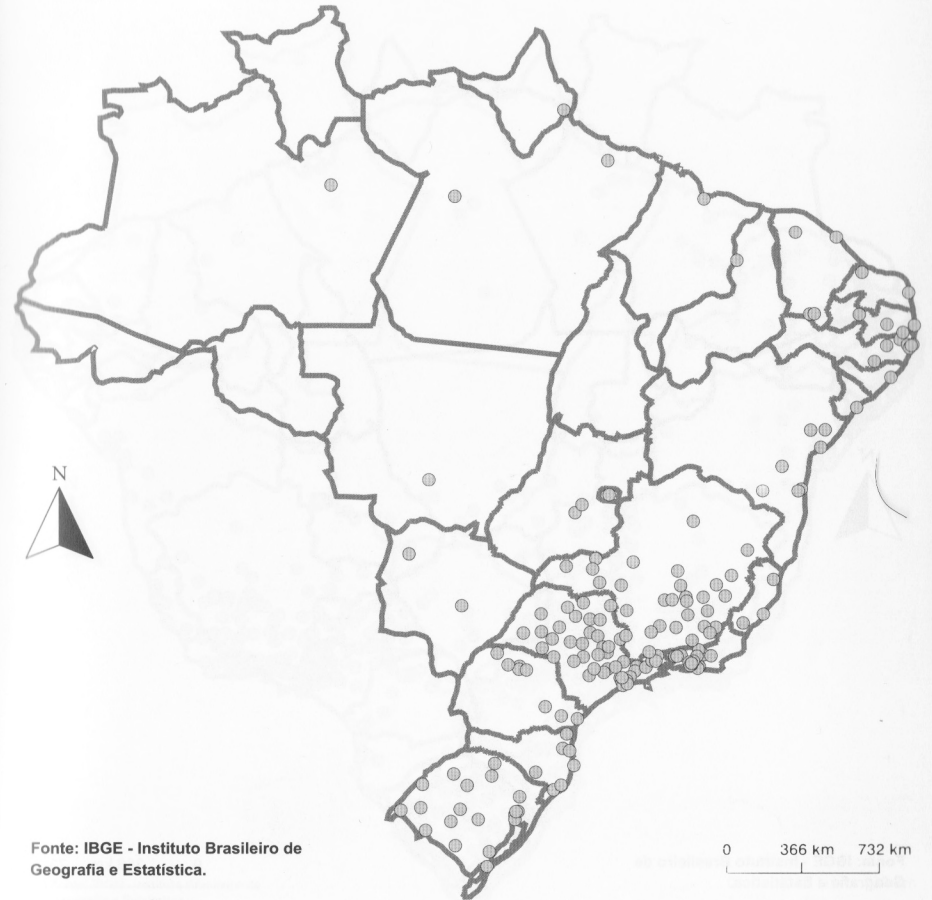 N
Fonte: IBGE - Instituto Brasileiro de
Geografia e Estatística.
0 366 km 732 km